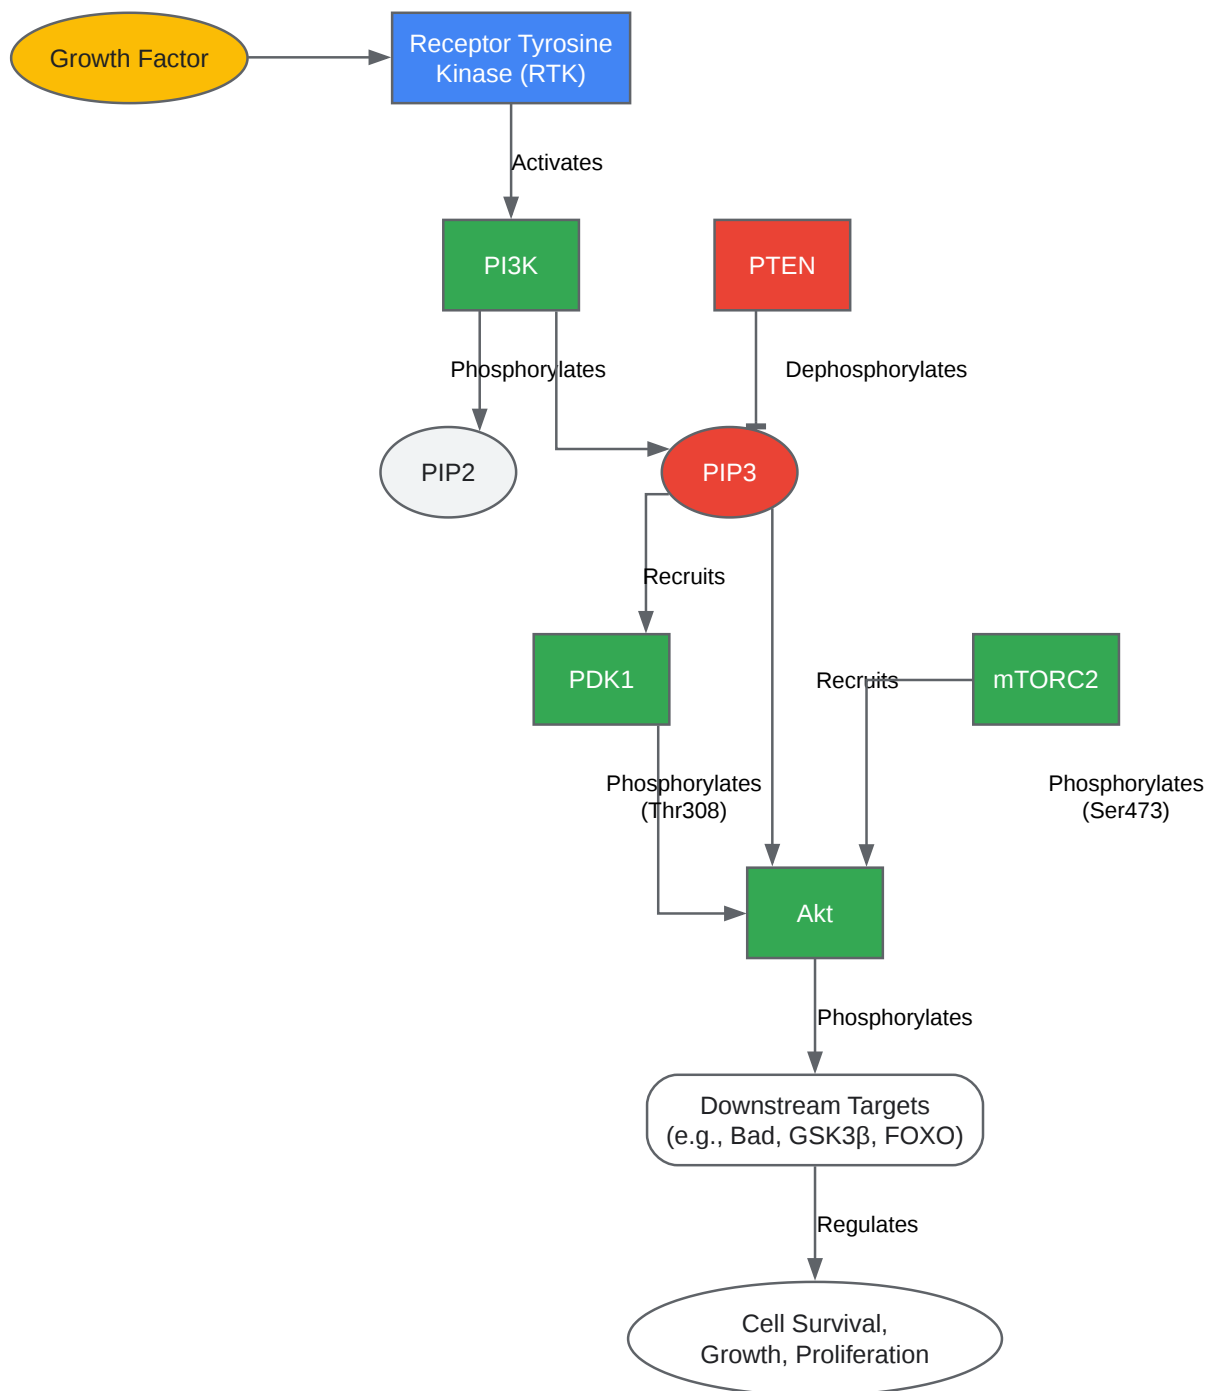 Growth Factor
Receptor Tyrosine
Kinase (RTK)
Activates
PI3K
PTEN
Phosphorylates
Dephosphorylates
PIP2
PIP3
Recruits
PDK1
Recruits
mTORC2
Phosphorylates
(Thr308)
Phosphorylates
(Ser473)
Akt
Phosphorylates
Downstream Targets
(e.g., Bad, GSK3β, FOXO)
Regulates
Cell Survival,
Growth, Proliferation